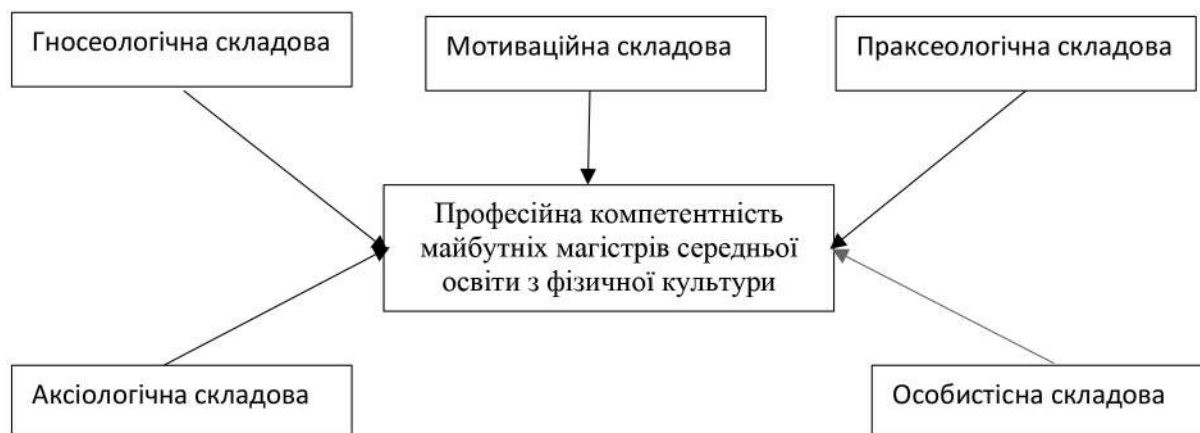 Гносеологічна складова
Мотиваційна складова
Праксеологічна складова
Професійна компетентність
майбутніх магістрів середньої
освіти з фізичної культури
Аксіологічна складова
Особистісна складова